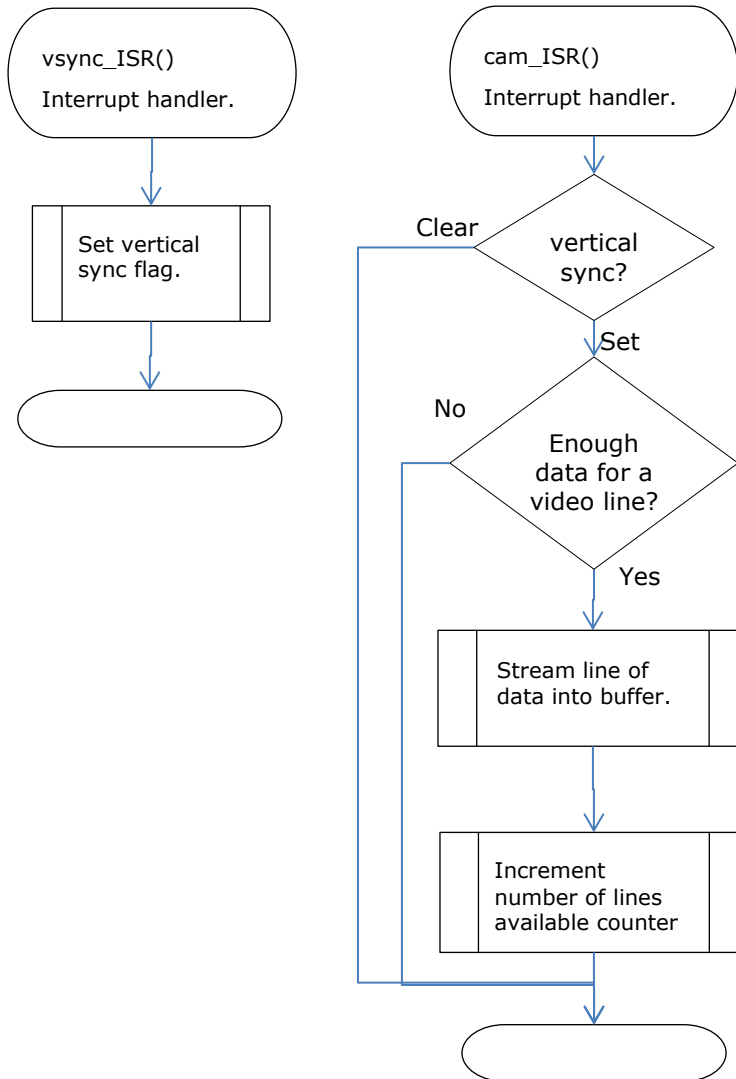 vsync_ISR()
Interrupt handler.
Set vertical
sync flag.
cam_ISR()
Interrupt handler.
Clear
vertical
sync?
Set
No
Enough
data for a
video line?
Yes
Stream line of
data into buffer.
Increment
number of lines
available counter